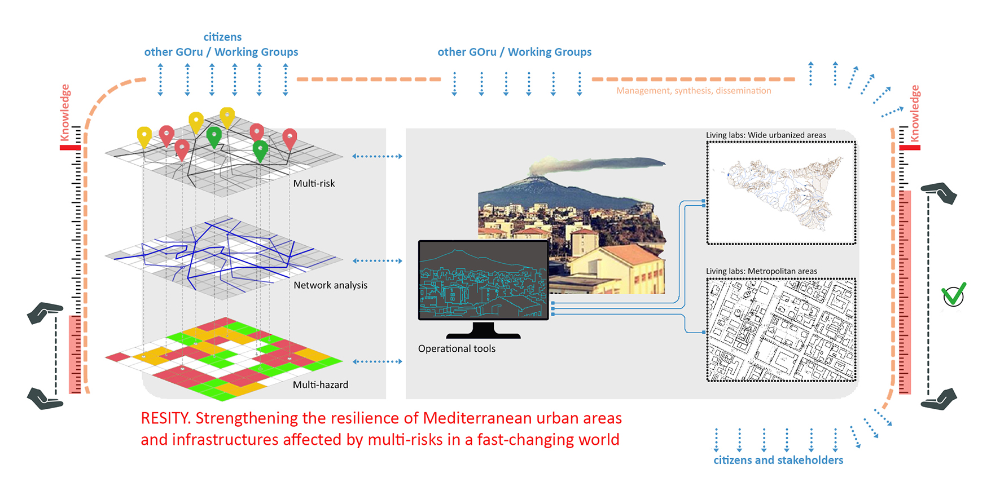 citizens
other GOru / Working Groups
other GOru / Working Groups
Management, synthesis, dissemination
Knowledge
Knowledge
Living labs: Wide urbanized areas
Multi-risk
Living labs: Metropolitan areas
Network analysis
Operational tools
Multi-hazard
RESITY. Strengthening the resilience of Mediterranean urban areas
and infrastructures affected by multi-risks in a fast-changing world
citizens and stakeholders